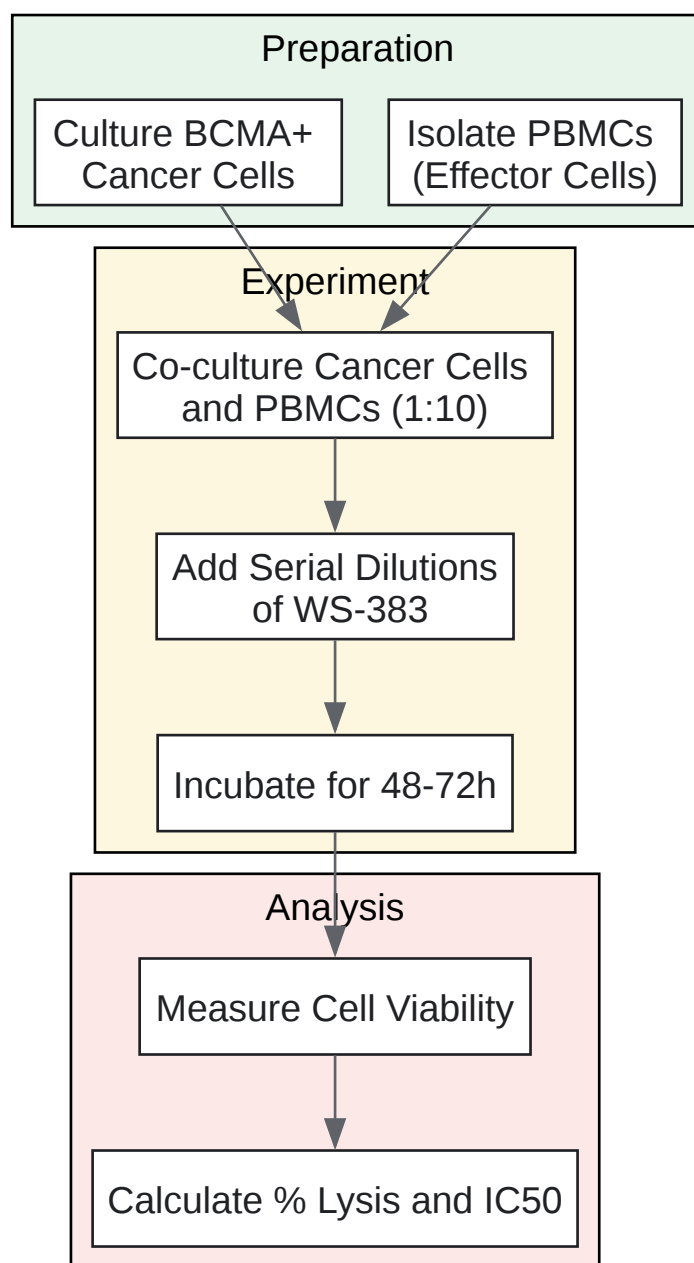 Preparation
Culture BCMA+
Cancer Cells
Isolate PBMCs
(Effector Cells)
Experiment
Co-culture Cancer Cells
and PBMCs (1:10)
Add Serial Dilutions
of WS-383
Incubate for 48-72h
Analysis
Measure Cell Viability
Calculate % Lysis and IC50